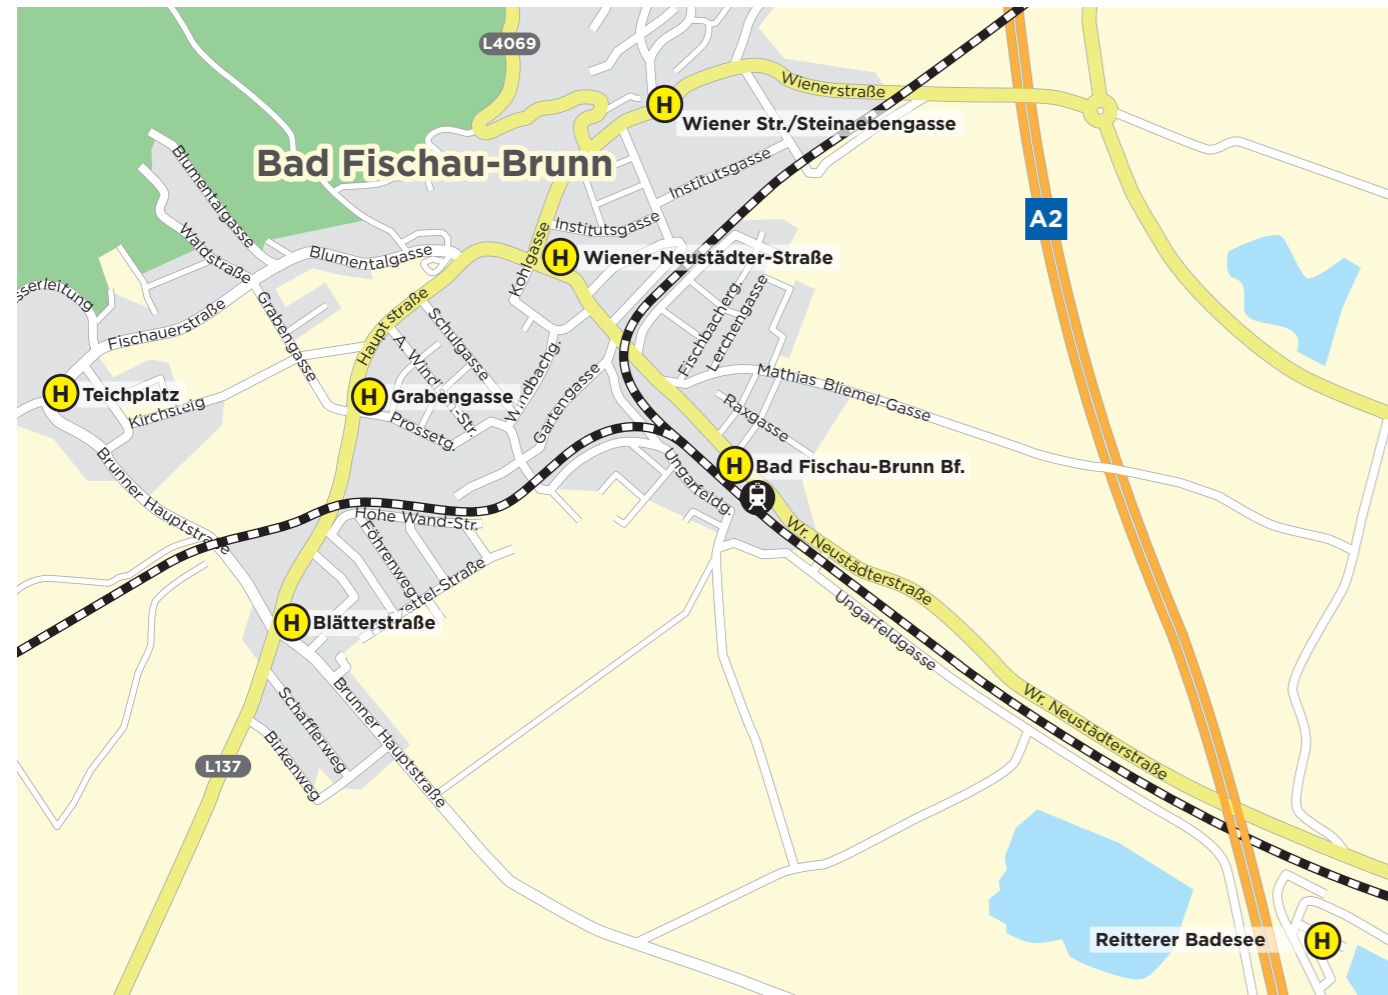 L4069
Wienerstraße
H
Wiener Str./Steinaebengasse
Bad Fischau-Brunn
Blumentalgasse
Institutsgasse
A2
Waldstraße
Institutsgasse
Blumentalgasse
Kohlgasse
H
Wiener-Neustädter-Straße
Fischauerstraße
Grabengasse
Hauptstraße
Schulgasse
Fischbacherg.
Lerchengasse
A. Windisch-Str.
Windbachg.
Gartengasse
Mathias Bliemel-Gasse
H
Teichplatz
Kirchsteig
H
Grabengasse
Prossetg.
Raxgasse
H
Bad Fischau-Brunn Bf.
Brunner Hauptstraße
Ungarfeldg.
Hohe Wand-Str.
Föhrenweg
Wr. Neustädterstraße
H
Blätterstraße
Ungarfeldgasse
Schafflerweg
Brunner Hauptstraße
Birkenweg
Wr. Neustädterstraße
L137
Reitterer Badesee
H